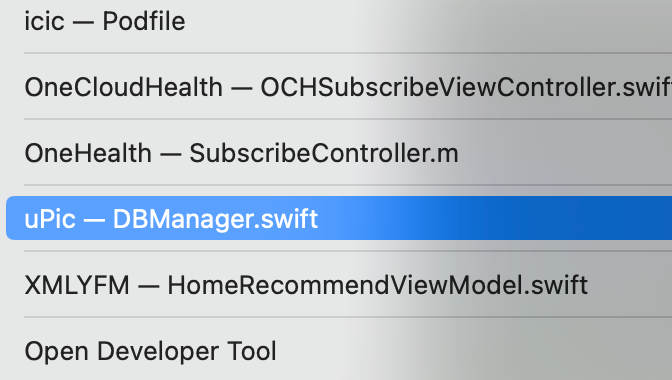 icic — Podfile
OneCloudHealth — OCHSubscribeViewController.swif
OneHealth — SubscribeController.m
uPic — DBManager.swift
XMLYFM — HomeRecommendViewModel.swift
Open Developer Tool